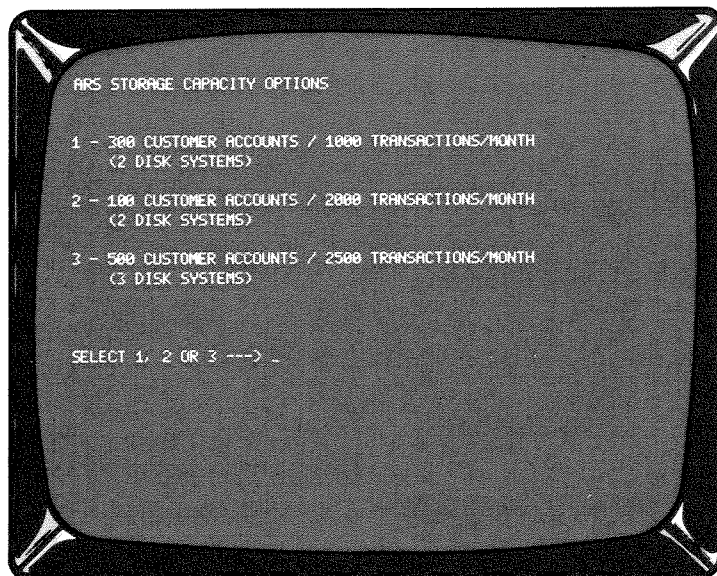 ARS STORAGE CAPACITY OPTIONS
1 - 300 CUSTOMER ACCOUNTS / 1000 TRANSACTIONS/MONTH
(2 DISK SYSTEMS)
2 - 100 CUSTOMER ACCOUNTS / 2000 TRANSACTIONS/MONTH
(2 DISK SYSTEMS)
3 - 500 CUSTOMER ACCOUNTS / 2500 TRANSACTIONS/MONTH
(3 DISK SYSTEMS)
SELECT 1, 2 OR 3 ---> _